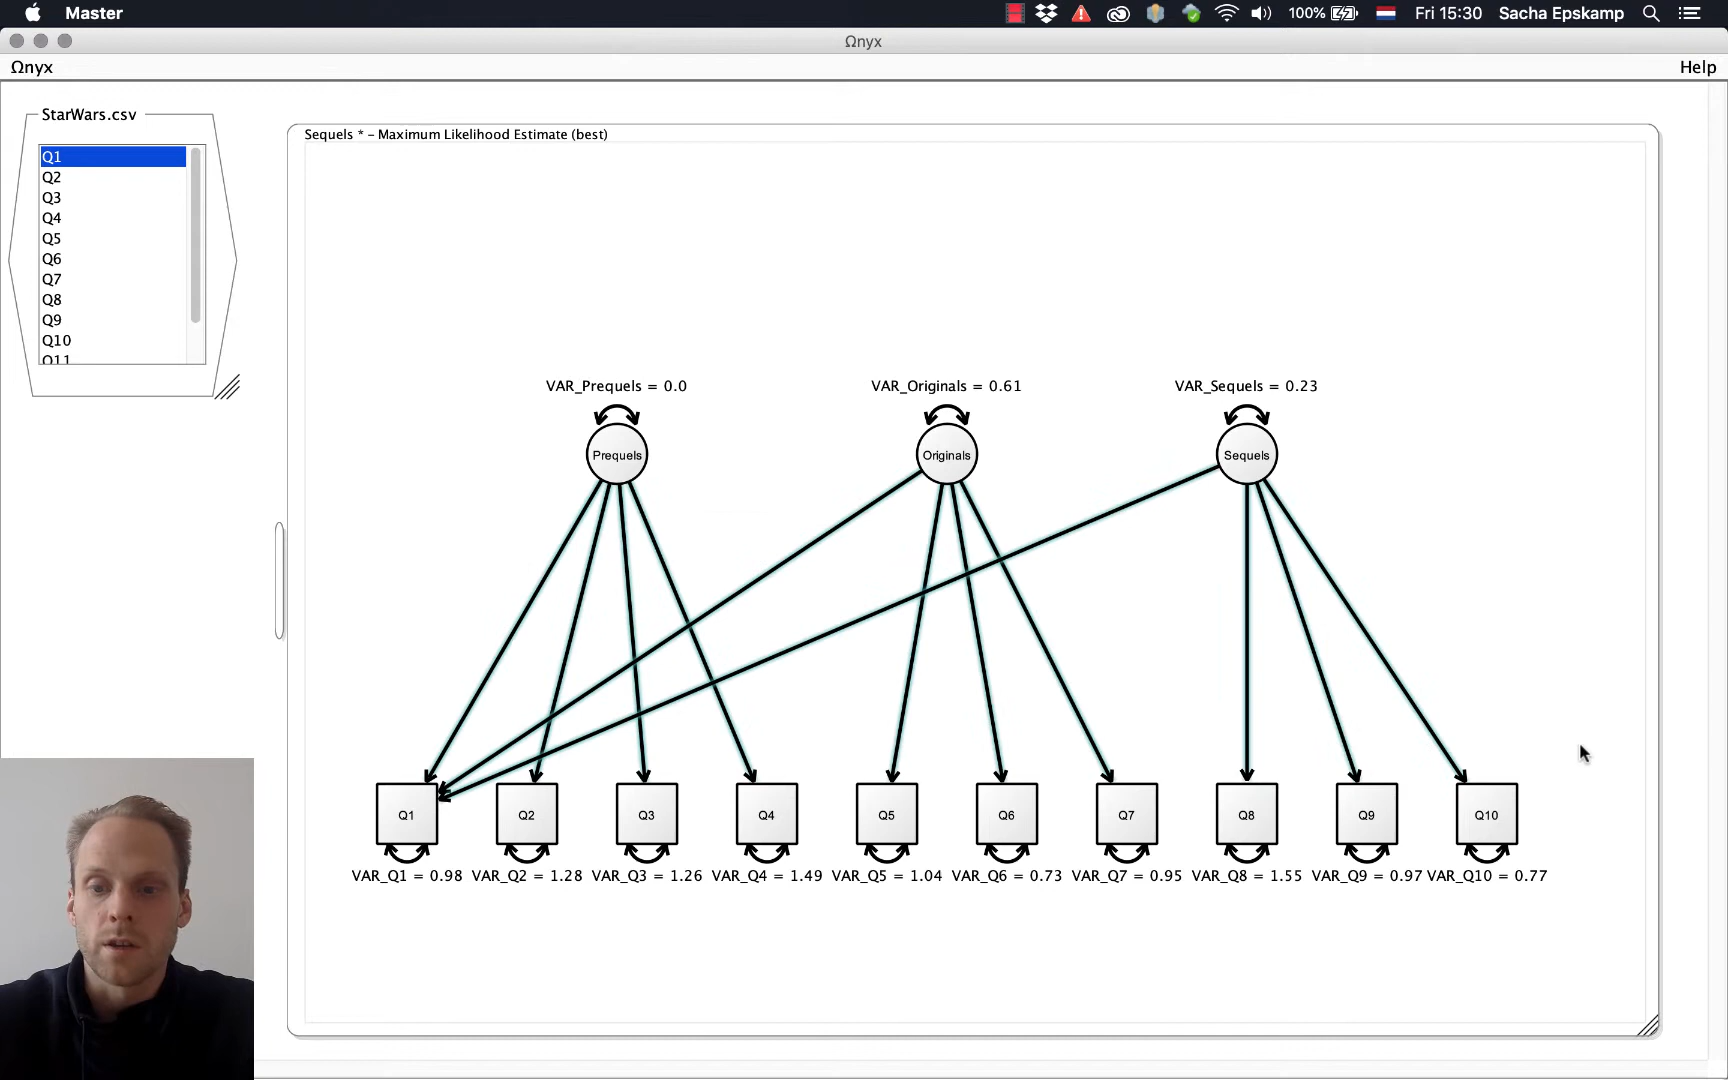 Master
100%
Fri 15:30
Sacha Epskamp
Ωnyx
Ωnyx
Help
StarWars.csv
Q1
Q2
Q3
Q4
Q5
Q6
Q7
Q8
Q9
Q10
Q11
Sequels * – Maximum Likelihood Estimate (best)
VAR_Prequels = 0.0
VAR_Originals = 0.61
VAR_Sequels = 0.23
Prequels
Originals
Sequels
Q1
Q2
Q3
Q4
Q5
Q6
Q7
Q8
Q9
Q10
VAR_Q1 = 0.98
VAR_Q2 = 1.28
VAR_Q3 = 1.26
VAR_Q4 = 1.49
VAR_Q5 = 1.04
VAR_Q6 = 0.73
VAR_Q7 = 0.95
VAR_Q8 = 1.55
VAR_Q9 = 0.97
VAR_Q10 = 0.77